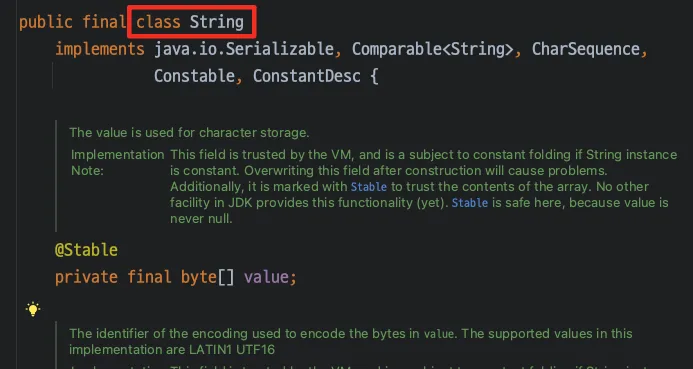 public final class String
implements java.io.Serializable, Comparable<String>, CharSequence,
Constable, ConstantDesc {
The value is used for character storage.
Implementation Note: This field is trusted by the VM, and is a subject to constant folding if String instance
is constant. Overwriting this field after construction will cause problems.
Additionally, it is marked with Stable to trust the contents of the array. No other
facility in JDK provides this functionality (yet). Stable is safe here, because value is
never null.
@Stable
private final byte[] value;
The identifier of the encoding used to encode the bytes in value. The supported values in this
implementation are LATIN1 UTF16